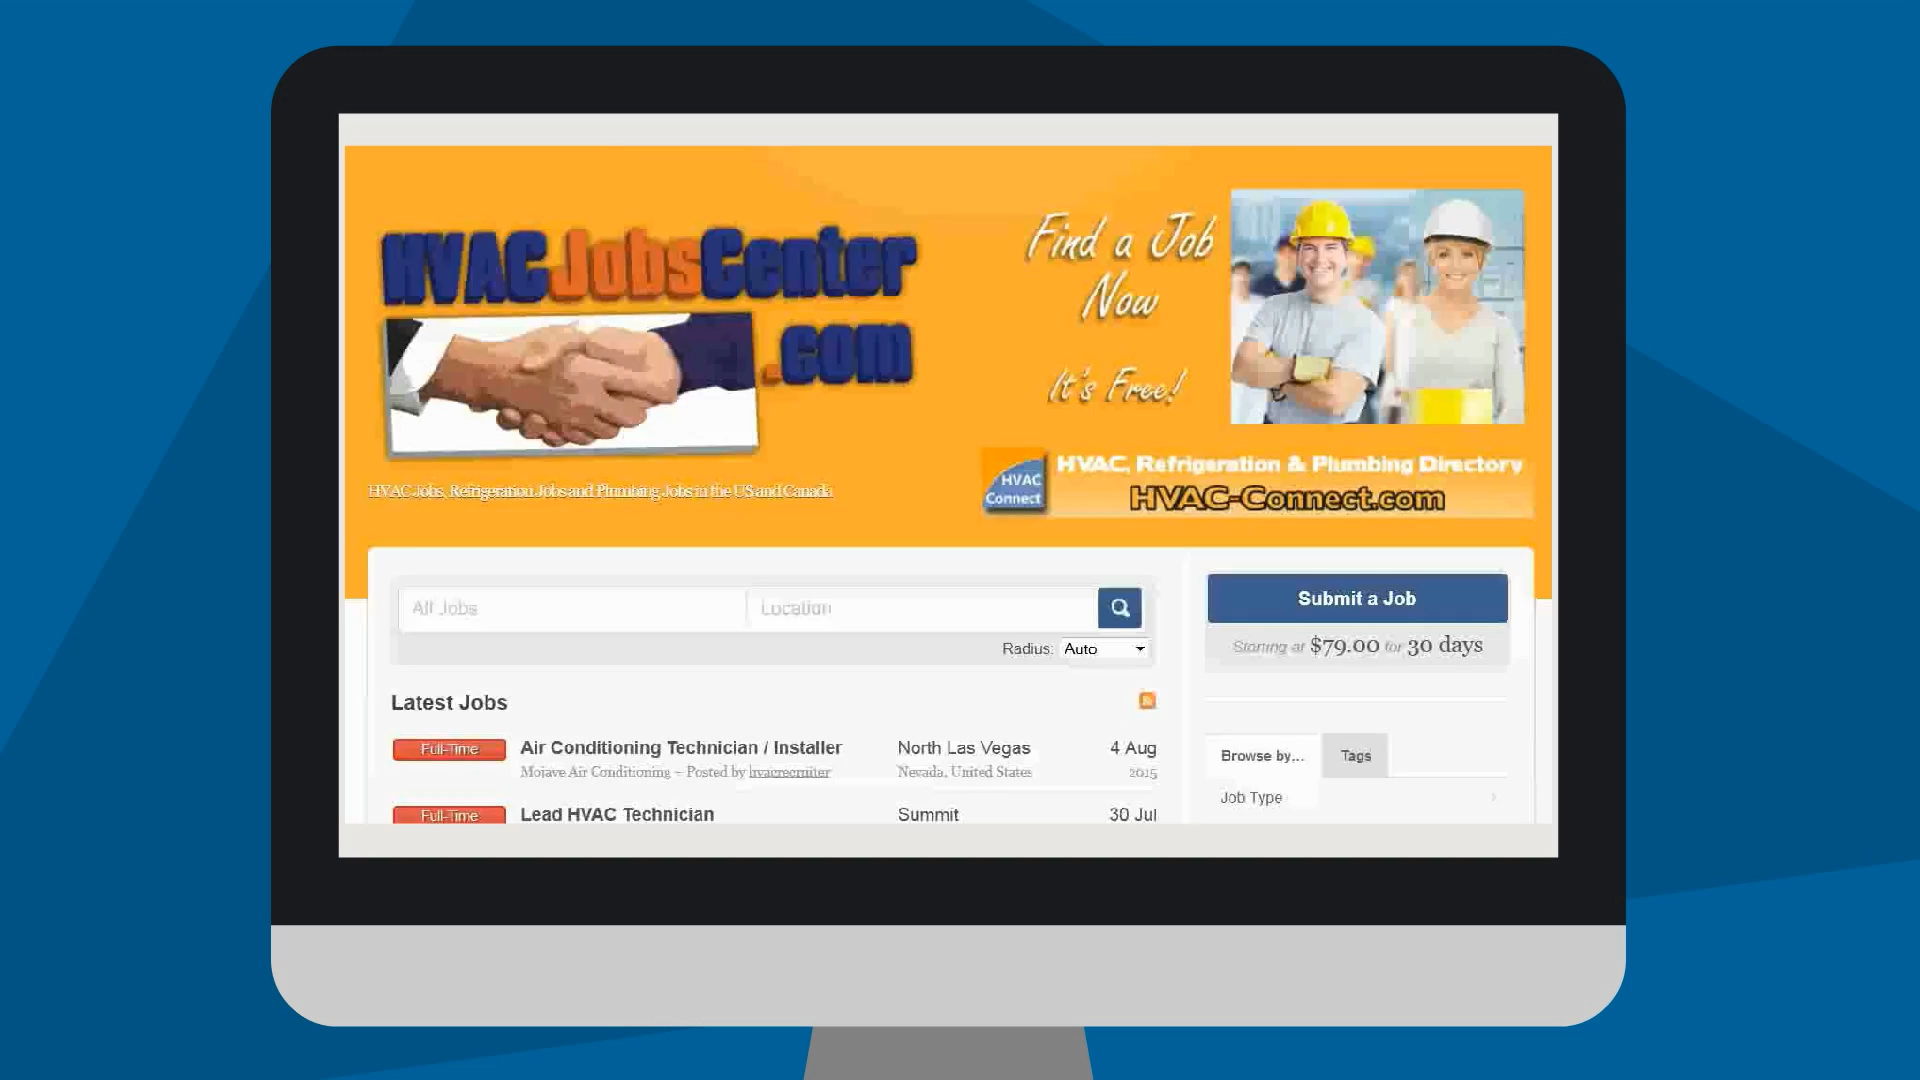 HVACJobsCenter
.com
HVAC Jobs, Refrigeration Jobs and Plumbing Jobs in the US and Canada
Find a Job
Now
It's Free!
HVAC
Connect
HVAC, Refrigeration & Plumbing Directory
HVAC-Connect.com
All Jobs
Location
Radius: Auto
Submit a Job
Starting at $79.00 for 30 days
Latest Jobs
Full-Time Air Conditioning Technician / Installer North Las Vegas 4 Aug
Mojave Air Conditioning – Posted by hvacrecruiter Nevada, United States 2015
Full-Time Lead HVAC Technician Summit 30 Jul
Browse by... Tags
Job Type